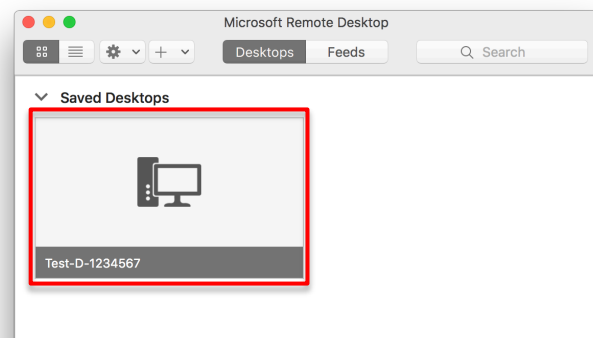 Microsoft Remote Desktop
Desktops Feeds Search
Saved Desktops
Test-D-1234567